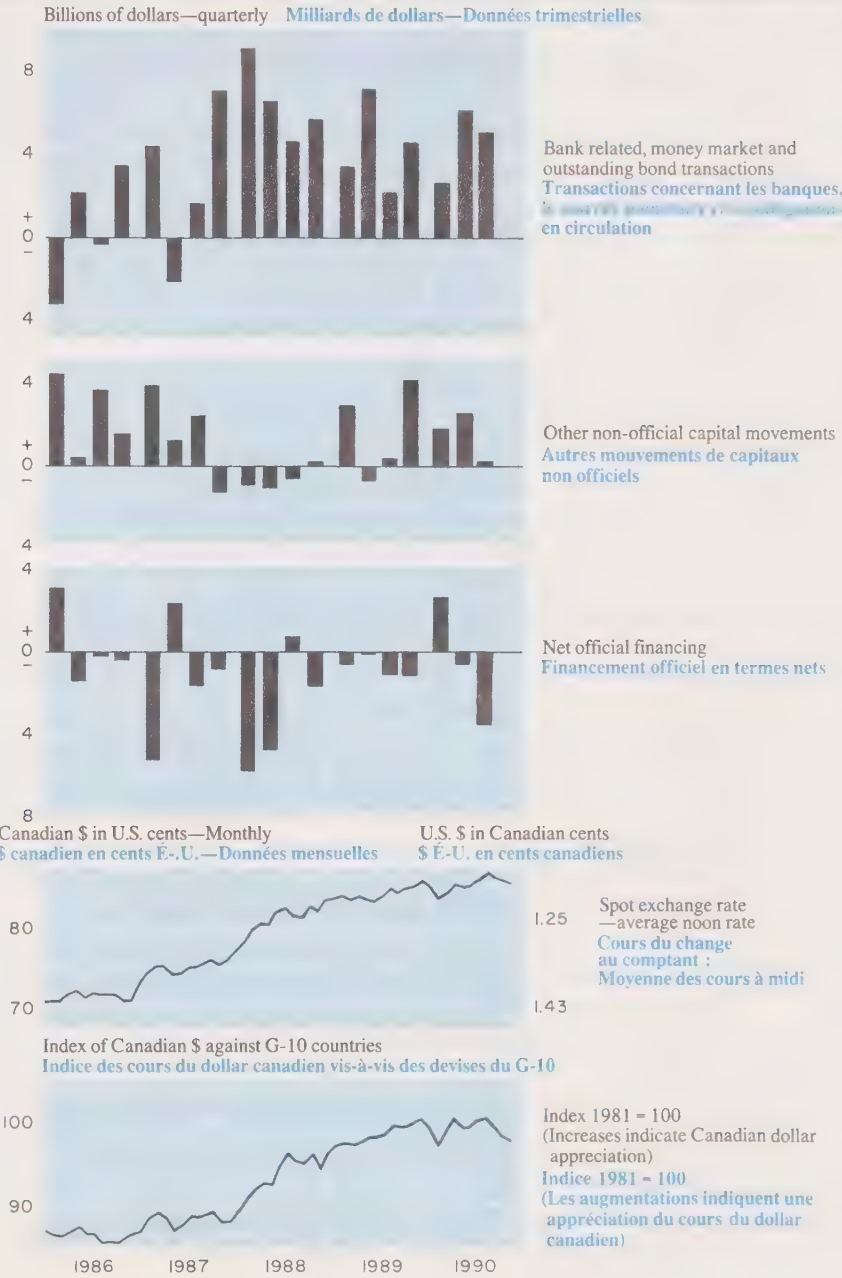 Billions of dollars—quarterly Milliards de dollars—Données trimestrielles
8
4
+
0
−
4
Bank related, money market and
outstanding bond transactions
Transactions concernant les banques,
en circulation
4
+
0
−
4
Other non-official capital movements
Autres mouvements de capitaux
non officiels
4
+
0
−
4
8
Net official financing
Financement officiel en termes nets
Canadian $ in U.S. cents—Monthly
$ canadien en cents É-.U.—Données mensuelles
U.S. $ in Canadian cents
$ É-U. en cents canadiens
80
70
1.25
1.43
Spot exchange rate
—average noon rate
Cours du change
au comptant :
Moyenne des cours à midi
Index of Canadian $ against G-10 countries
Indice des cours du dollar canadien vis-à-vis des devises du G-10
100
90
Index 1981 = 100
(Increases indicate Canadian dollar
appreciation)
Indice 1981 = 100
(Les augmentations indiquent une
appréciation du cours du dollar
canadien)
1986 1987 1988 1989 1990